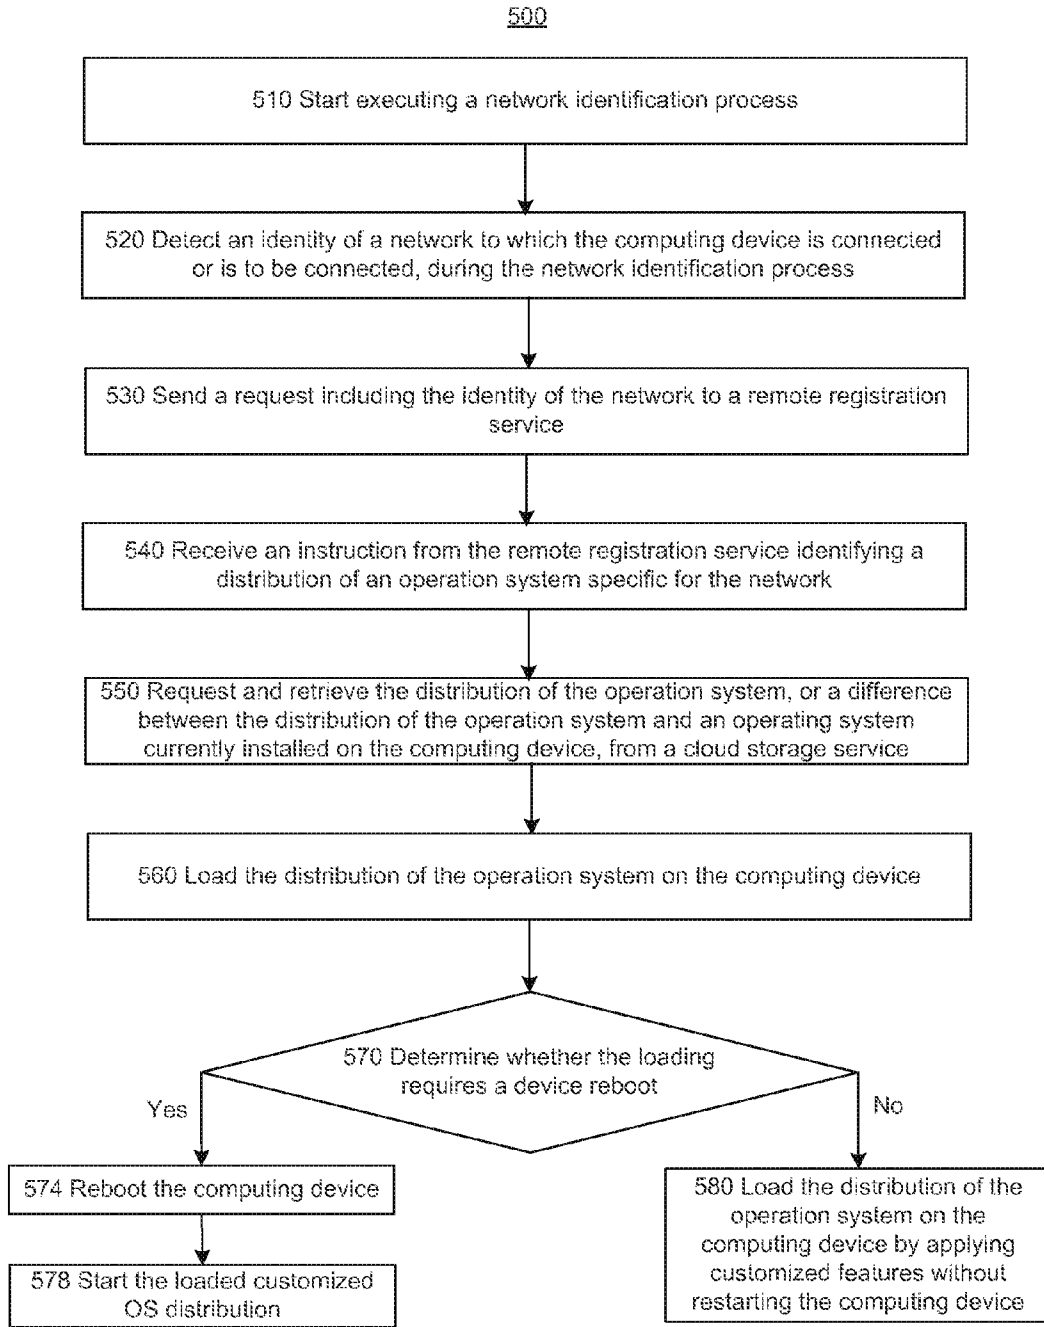 500
510 Start executing a network identification process
520 Detect an identity of a network to which the computing device is connected
or is to be connected, during the network identification process
530 Send a request including the identity of the network to a remote registration
service
540 Receive an instruction from the remote registration service identifying a
distribution of an operation system specific for the network
550 Request and retrieve the distribution of the operation system, or a difference
between the distribution of the operation system and an operating system
currently installed on the computing device, from a cloud storage service
560 Load the distribution of the operation system on the computing device
570 Determine whether the loading
requires a device reboot
Yes
No
574 Reboot the computing device
578 Start the loaded customized
OS distribution
580 Load the distribution of the
operation system on the
computing device by applying
customized features without
restarting the computing device